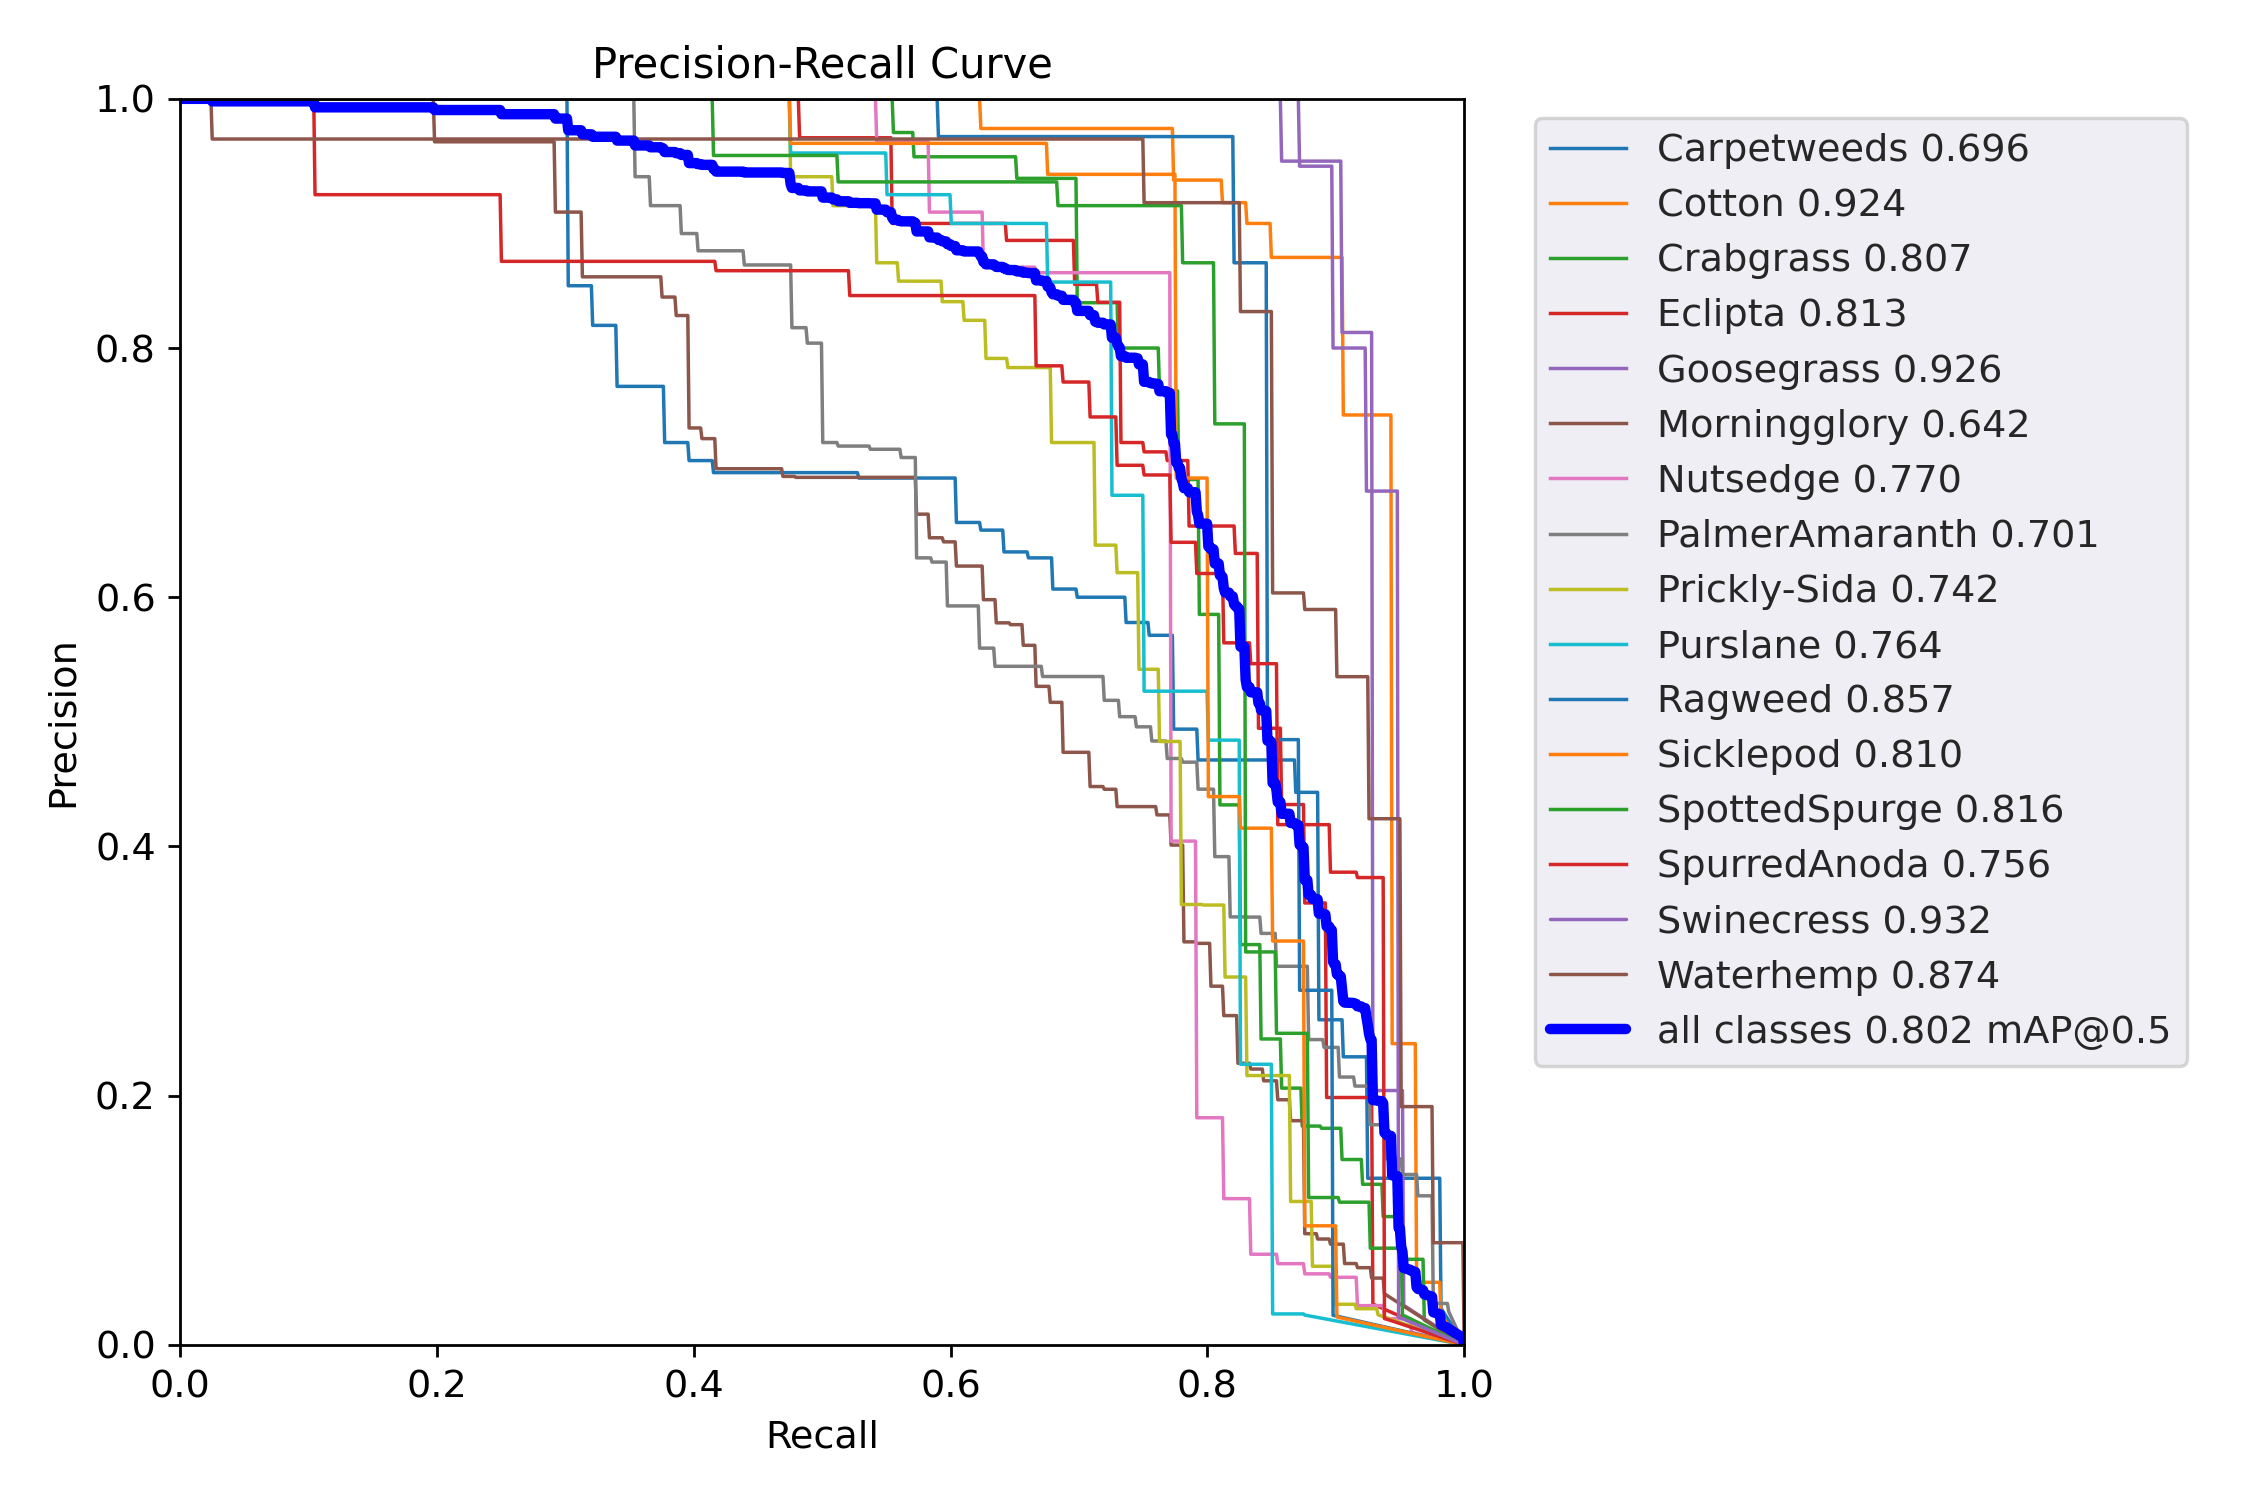 Precision-Recall Curve
1.0
0.8
0.6
0.4
0.2
0.0
Precision
0.0 0.2 0.4 0.6 0.8 1.0
Recall
Carpetweeds 0.696
Cotton 0.924
Crabgrass 0.807
Eclipta 0.813
Goosegrass 0.926
Morningglory 0.642
Nutsedge 0.770
PalmerAmaranth 0.701
Prickly-Sida 0.742
Purslane 0.764
Ragweed 0.857
Sicklepod 0.810
SpottedSpurge 0.816
SpurredAnoda 0.756
Swinecress 0.932
Waterhemp 0.874
all classes 0.802 mAP@0.5